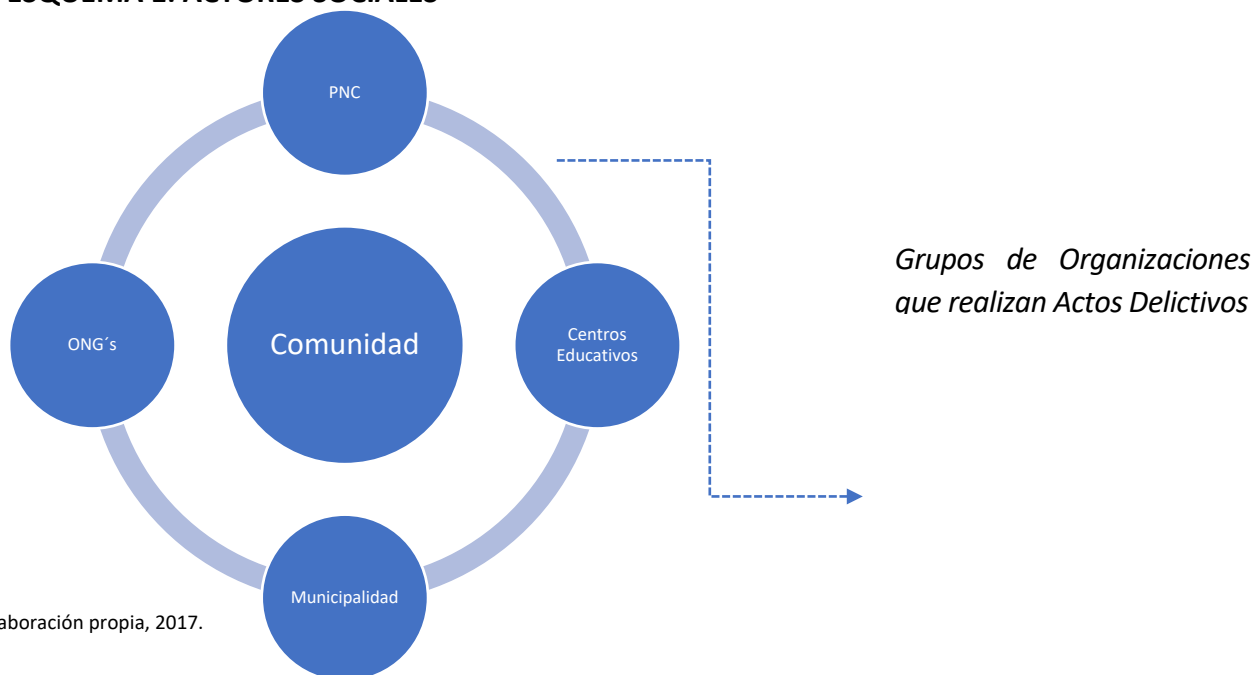 PNC
Grupos de Organizaciones
que realizan Actos Delictivos
ONG´s
Comunidad
Centros
Educativos
Municipalidad
aboración propia, 2017.